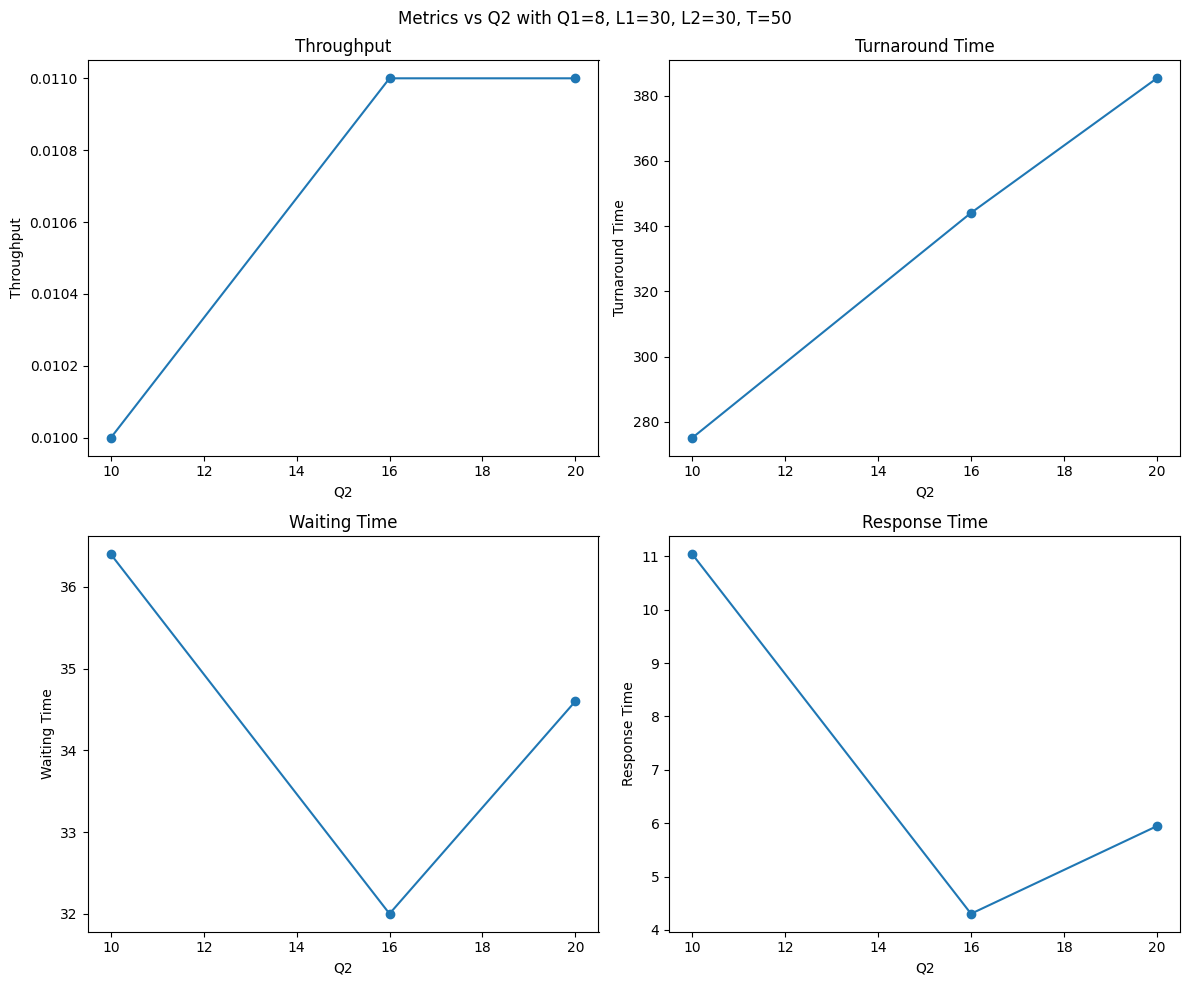 Metrics vs Q2 with Q1=8, L1=30, L2=30, T=50
Throughput
0.0110
0.0108
0.0106
0.0104
0.0102
0.0100
Throughput
10 12 14 16 18 20
Q2
Turnaround Time
380
360
340
320
300
280
Turnaround Time
10 12 14 16 18 20
Q2
Waiting Time
36
35
34
33
32
Waiting Time
10 12 14 16 18 20
Q2
Response Time
11
10
9
8
7
6
5
4
Response Time
10 12 14 16 18 20
Q2